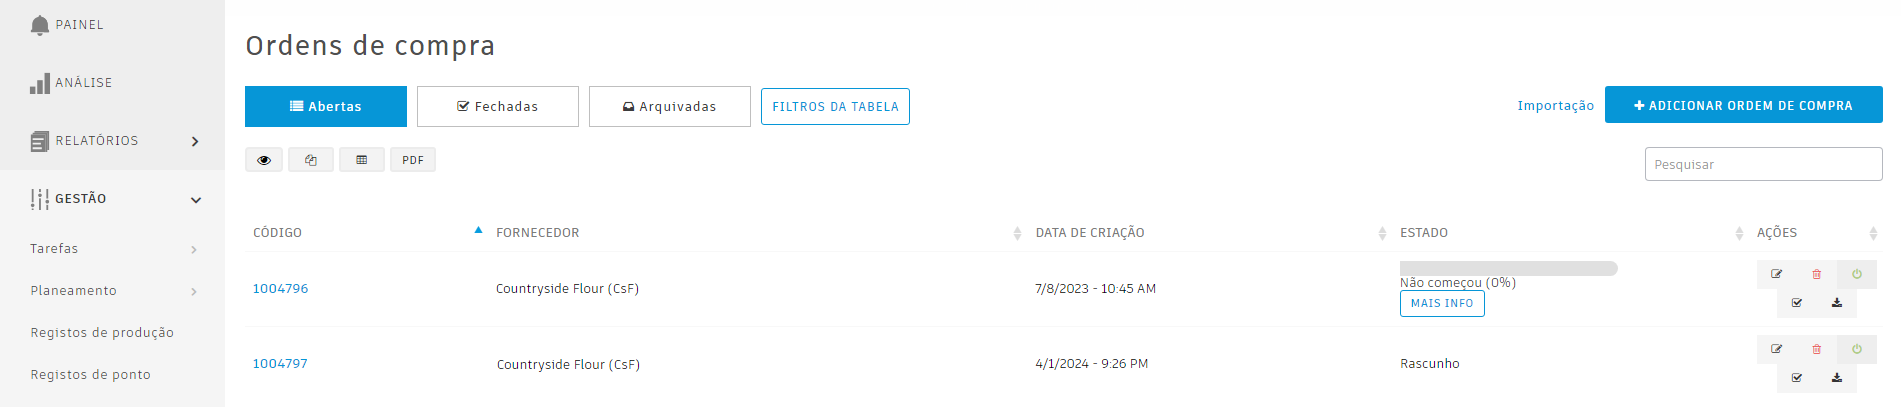 PAINEL
ANÁLISE
RELATÓRIOS
GESTÃO
Tarefas
Planeamento
Registos de produção
Registos de ponto
Ordens de compra
Abertas
Fechadas
Arquivadas
FILTROS DA TABELA
Importação
ADICIONAR ORDEM DE COMPRA
PDF
Pesquisar
CÓDIGO FORNECEDOR DATA DE CRIAÇÃO ESTADO AÇÕES
1004796 Countryside Flour (CsF) 7/8/2023 - 10:45 AM Não começou (0%)
MAIS INFO
1004797 Countryside Flour (CsF) 4/1/2024 - 9:26 PM Rascunho